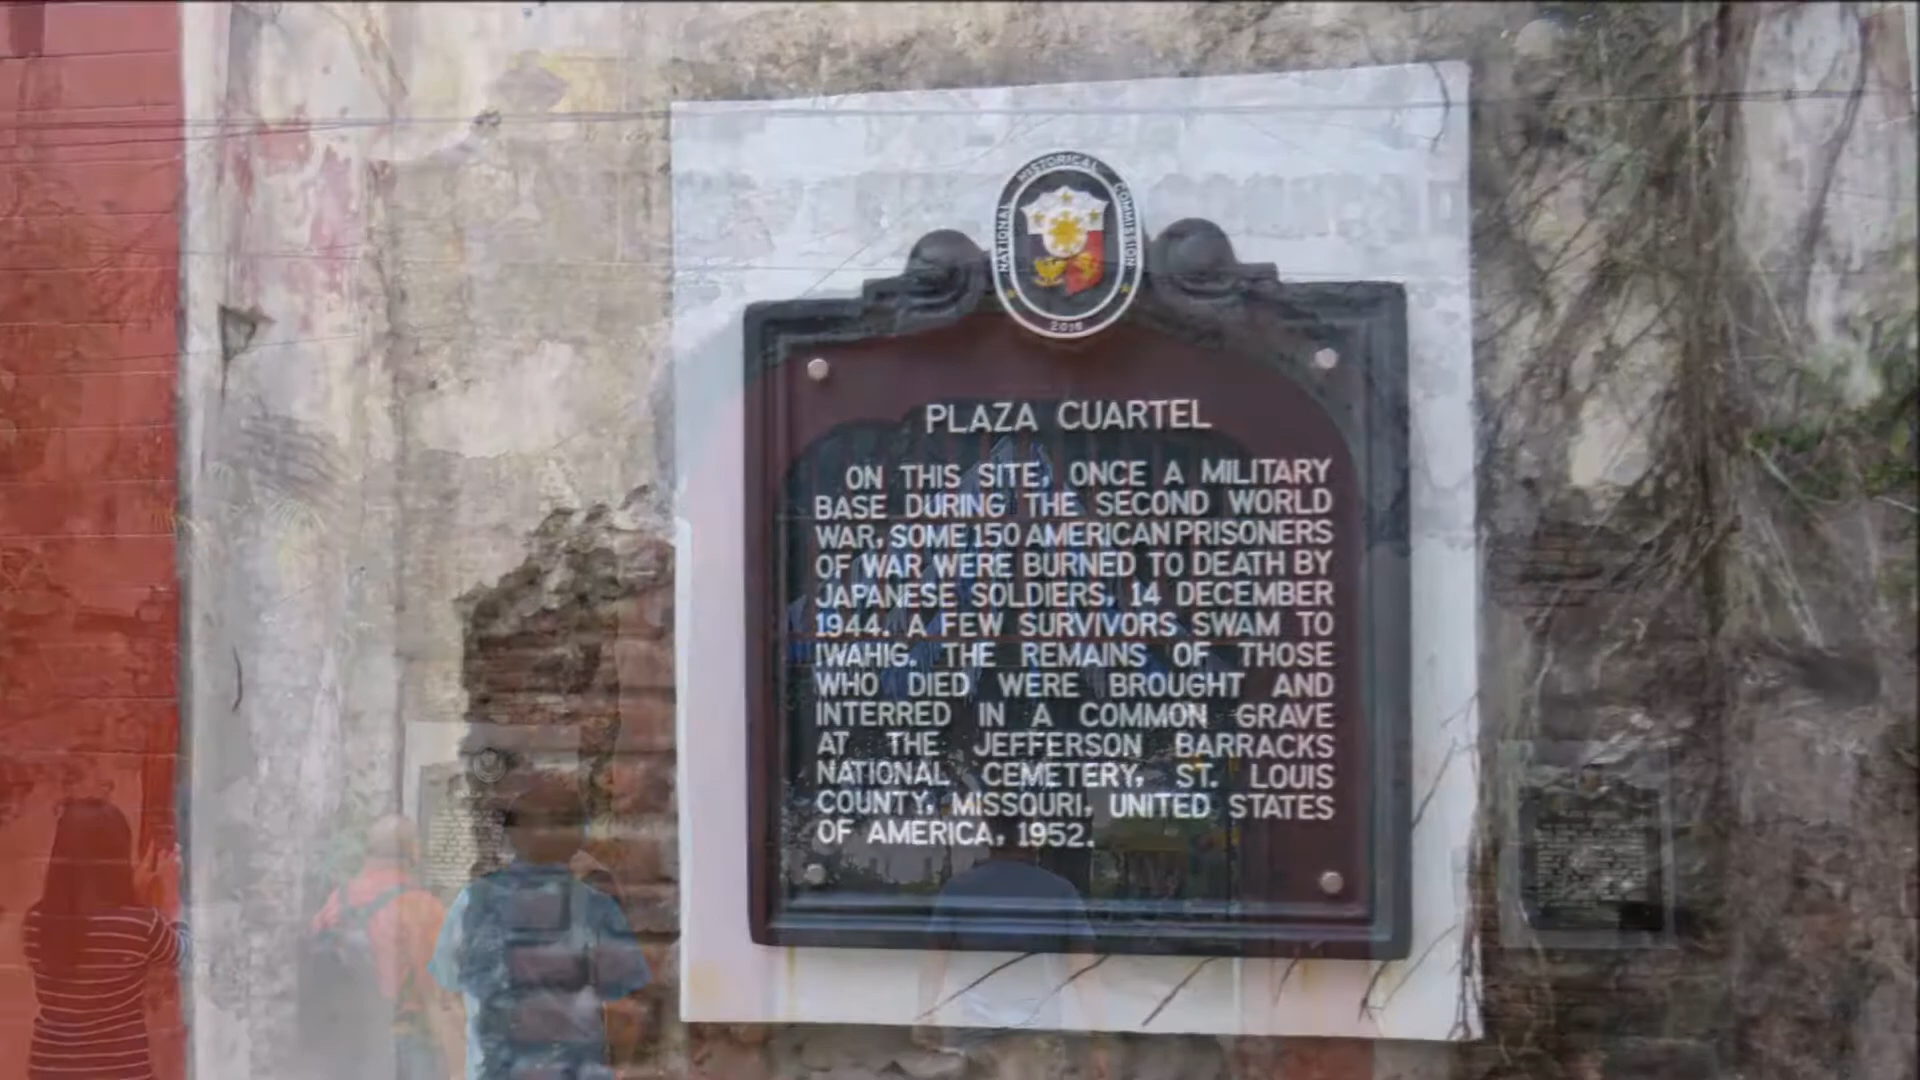 NATIONAL HISTORICAL COMMISSION
PLAZA CUARTEL
ON THIS SITE, ONCE A MILITARY
BASE DURING THE SECOND WORLD
WAR, SOME 150 AMERICAN PRISONERS
OF WAR WERE BURNED TO DEATH BY
JAPANESE SOLDIERS, 14 DECEMBER
1944. A FEW SURVIVORS SWAM TO
IWAHIG. THE REMAINS OF THOSE
WHO DIED WERE BROUGHT AND
INTERRED IN A COMMON GRAVE
AT THE JEFFERSON BARRACKS
NATIONAL CEMETERY, ST. LOUIS
COUNTY, MISSOURI, UNITED STATES
OF AMERICA, 1952.